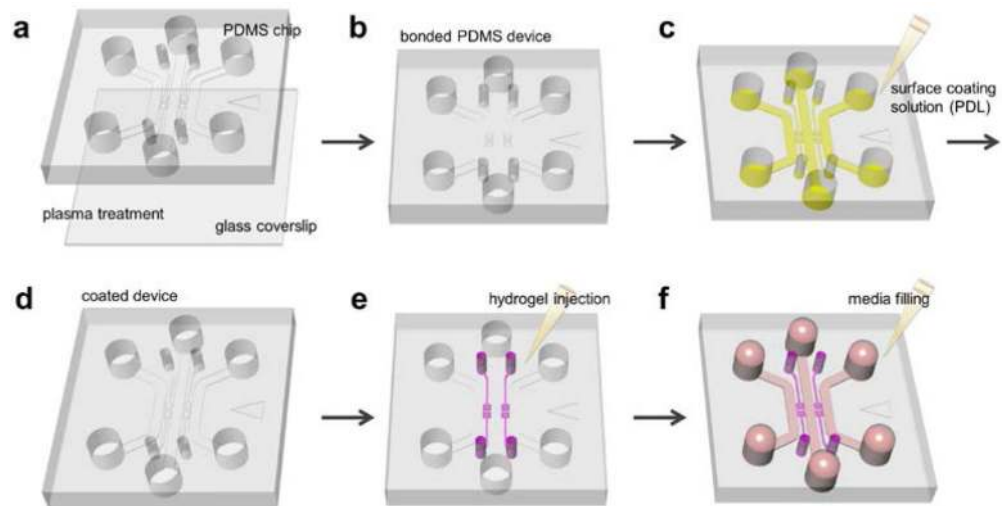 a
PDMS chip
plasma treatment
glass coverslip
b
bonded PDMS device
c
surface coating
solution (PDL)
d
coated device
e
hydrogel injection
f
media filling